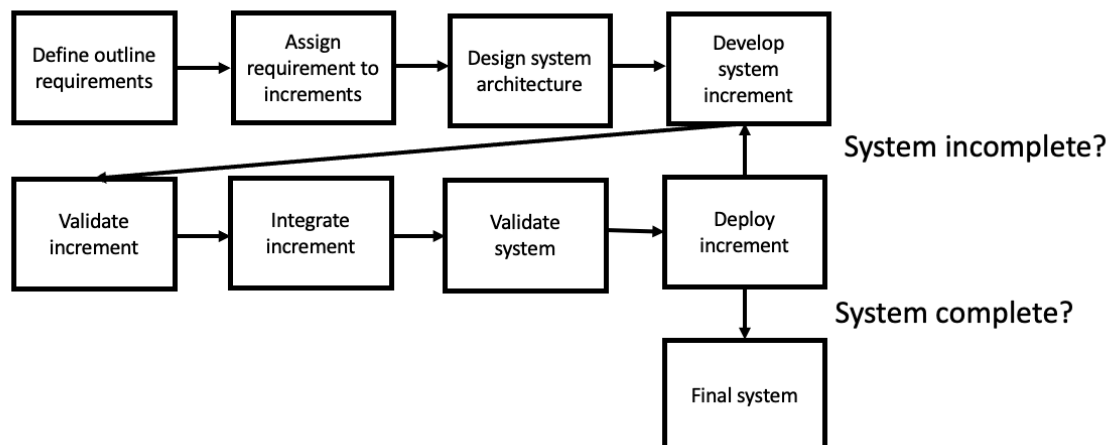 Define outline
requirements
Assign
requirement to
increments
Design system
architecture
Develop
system
increment
System incomplete?
Validate
increment
Integrate
increment
Validate
system
Deploy
increment
System complete?
Final system